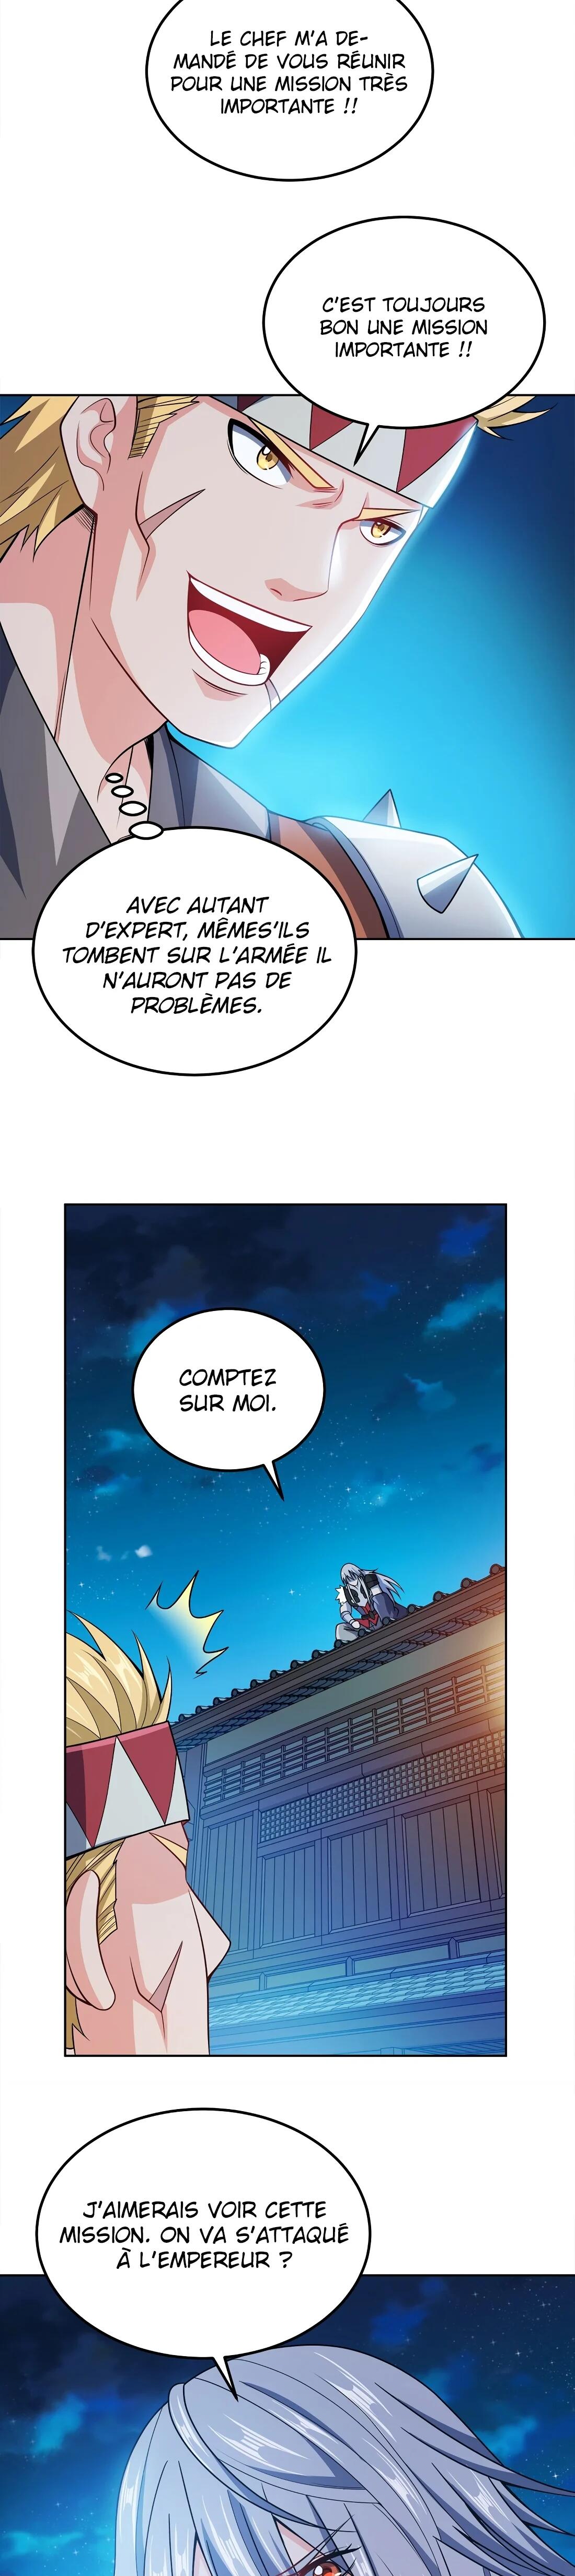 LE CHEF M'A DE-
MANDÉ DE VOUS RÉUNIR
POUR UNE MISSION TRÈS
IMPORTANTE !!
C'EST TOUJOURS
BON UNE MISSION
IMPORTANTE !!
AVEC AUTANT
D'EXPERT, MÊMES'ILS
TOMBENT SUR L'ARMÉE IL
N'AURONT PAS DE
PROBLÈMES.
COMPTEZ
SUR MOI.
J'AIMERAIS VOIR CETTE
MISSION. ON VA S'ATTAQUÉ
À L'EMPEREUR ?